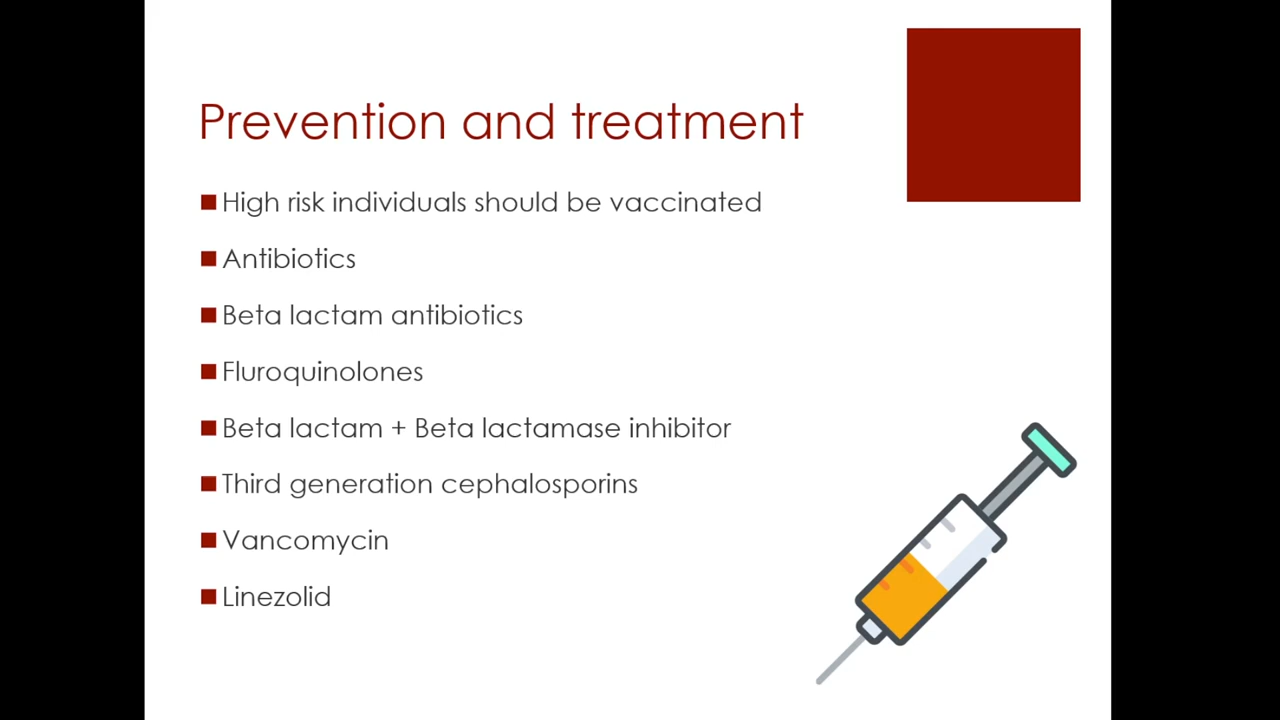 Prevention and treatment
High risk individuals should be vaccinated
Antibiotics
Beta lactam antibiotics
Fluroquinolones
Beta lactam + Beta lactamase inhibitor
Third generation cephalosporins
Vancomycin
Linezolid